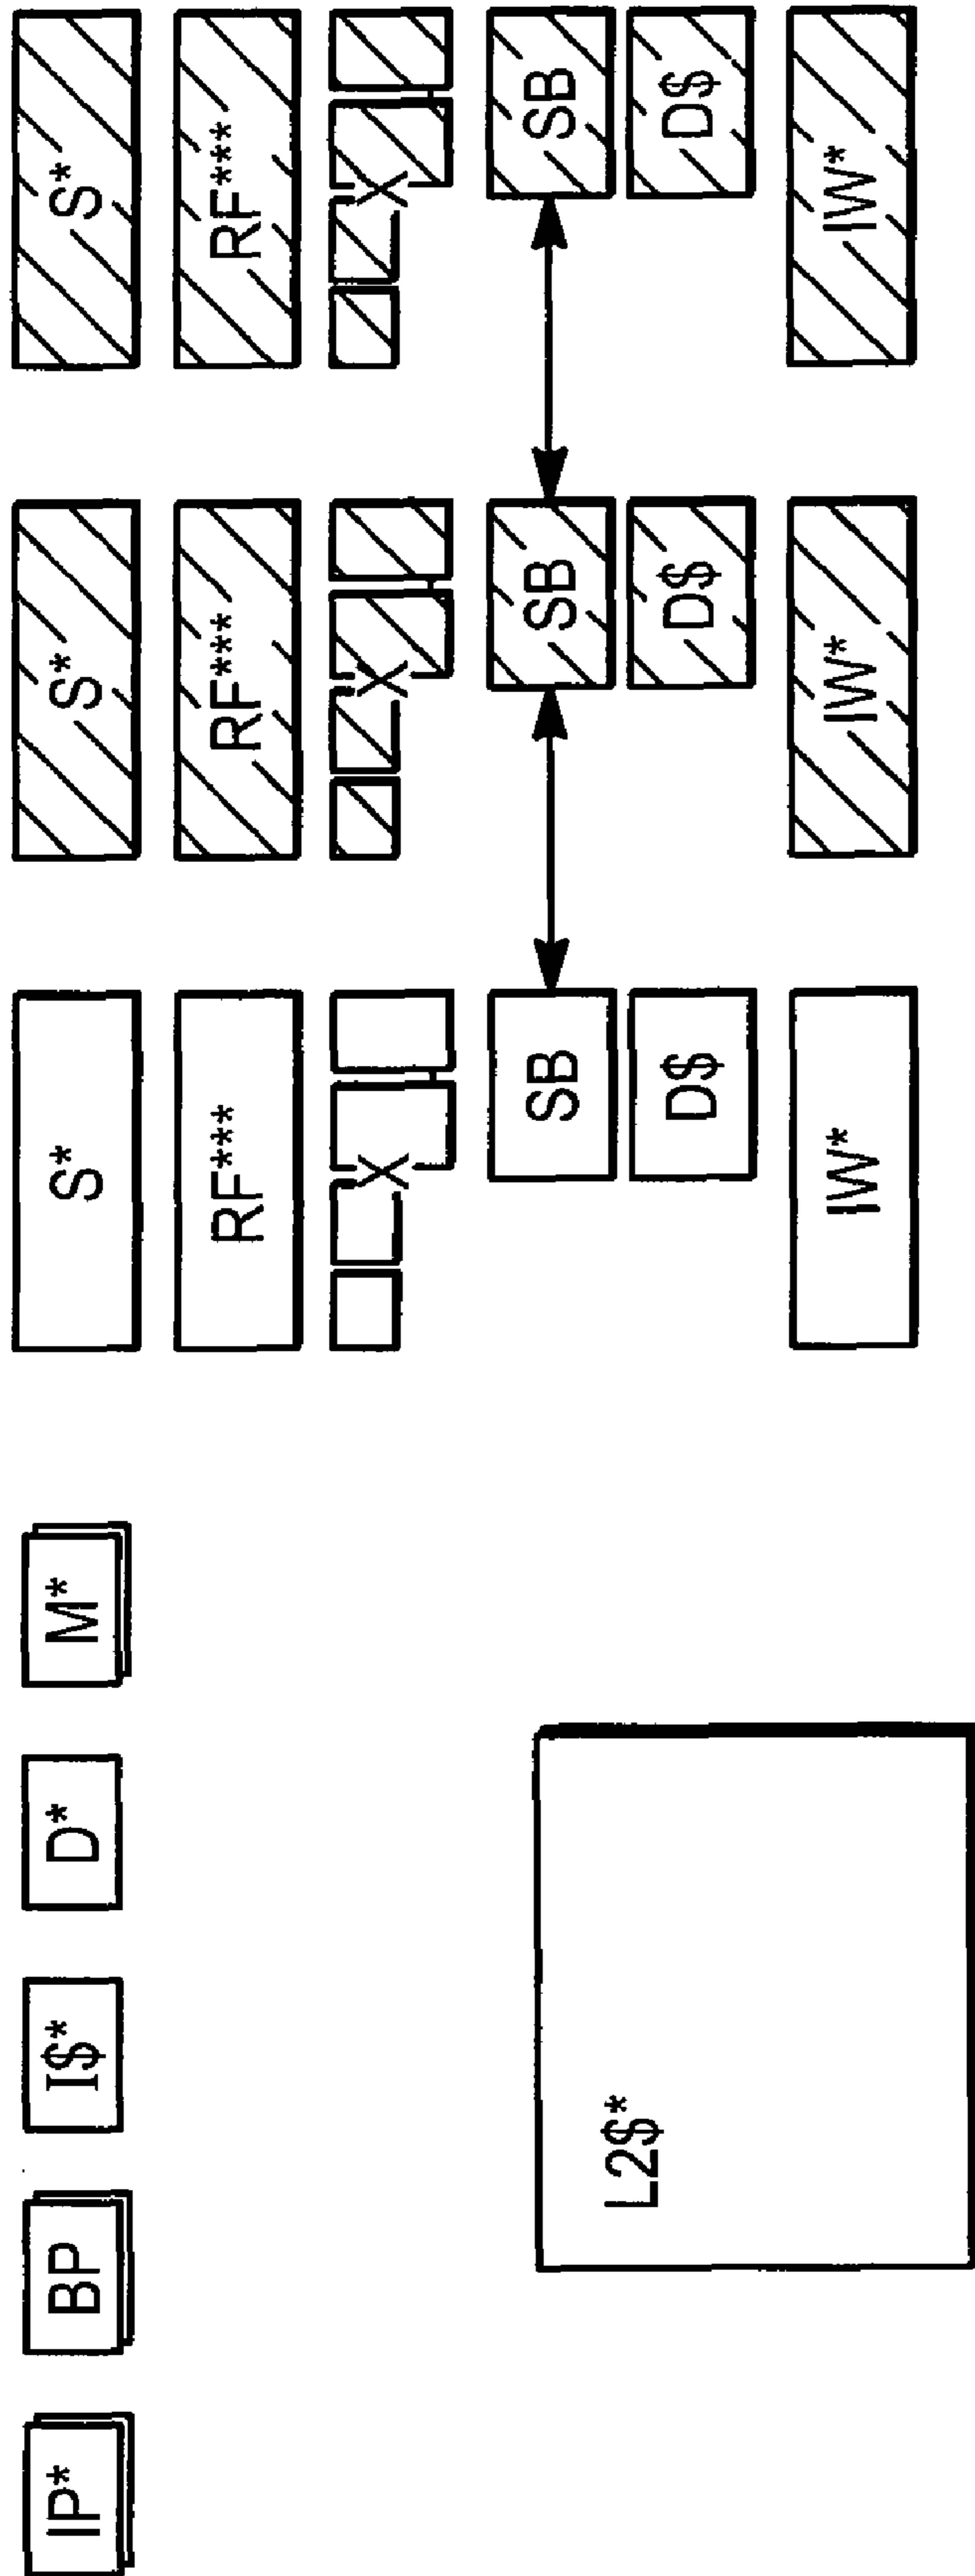 IP* BP I$* D* M* S* S* S*
RF**** RF**** RF****
SB SB SB
L2$*
D$ D$ D$
IW* IW* IW*